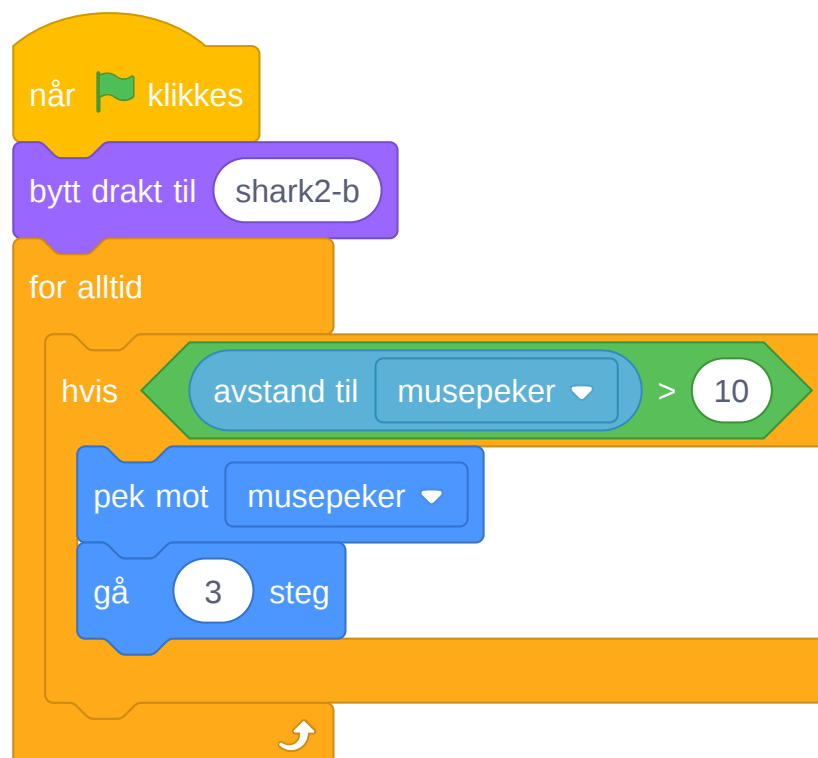 når klikkes
bytt drakt til shark2-b
for alltid
hvis avstand til musepeker > 10
pek mot musepeker
gå 3 steg